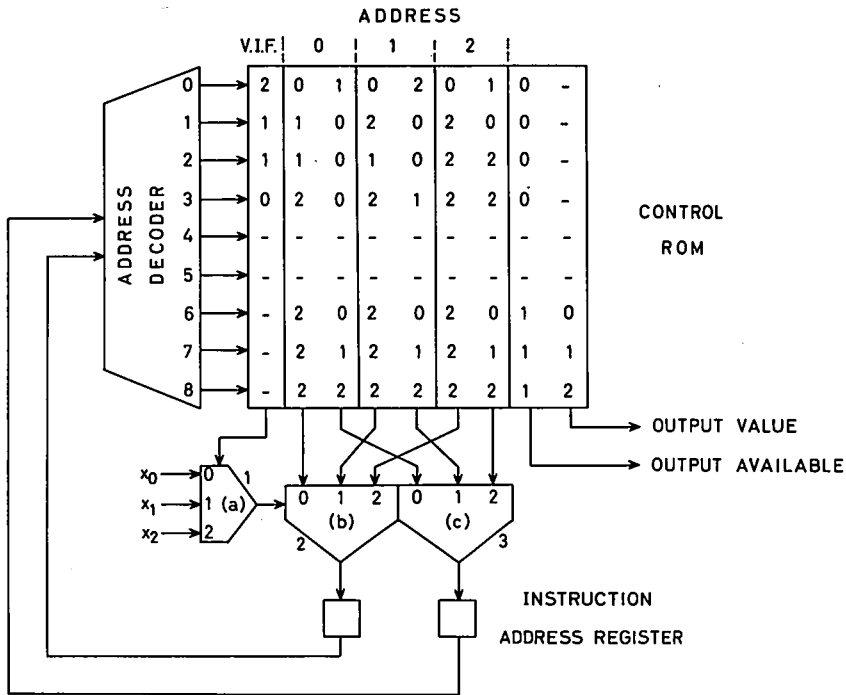 ADDRESS
V.I.F. 0 1 2
0 2 0 1 0 2 0 1 0 -
1 1 1 0 2 0 2 0 0 -
2 1 1 0 1 0 2 2 0 -
3 0 2 0 2 1 2 2 0 -
4 - - - - - - - - -
5 - - - - - - - - -
6 - 2 0 2 0 2 0 1 0
7 - 2 1 2 1 2 1 1 1
8 - 2 2 2 2 2 2 1 2
ADDRESS
DECODER
CONTROL
ROM
OUTPUT VALUE
OUTPUT AVAILABLE
x0 0 1
x1 1 (a)
x2 2
0 1 2 0 1 2
(b) (c)
2 3
INSTRUCTION
ADDRESS REGISTER